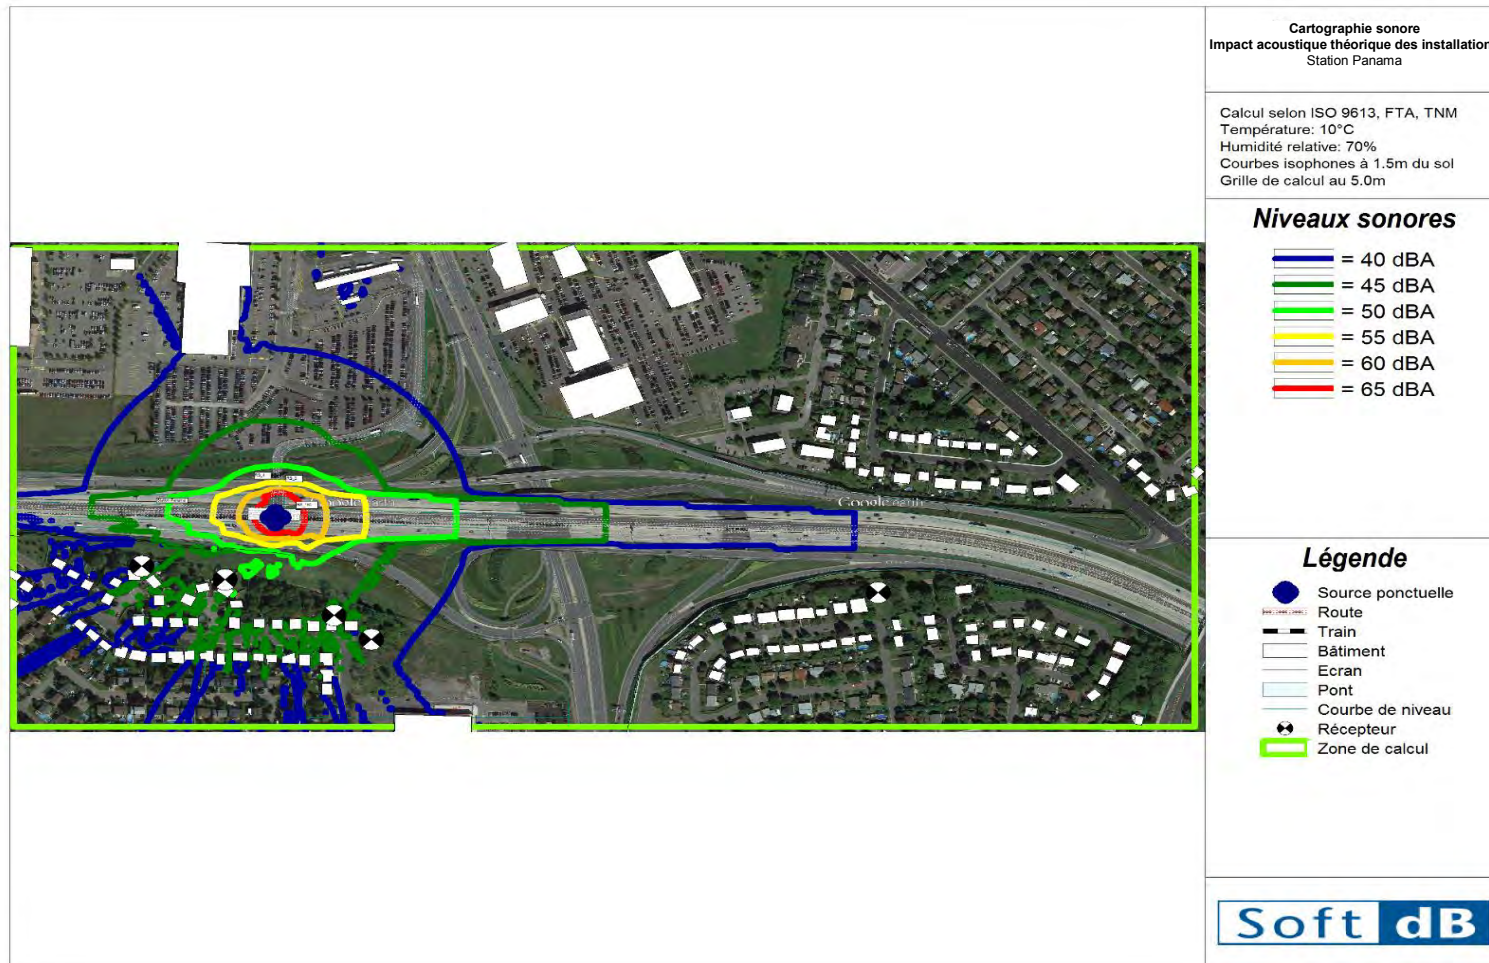 Cartographie sonore
Impact acoustique théorique des installation
Station Panama
Calcul selon ISO 9613, FTA, TNM
Température: 10°C
Humidité relative: 70%
Courbes isophones à 1.5m du sol
Grille de calcul au 5.0m
Niveaux sonores
= 40 dBA
= 45 dBA
= 50 dBA
= 55 dBA
= 60 dBA
= 65 dBA
Google earth
Légende
Source ponctuelle
Route
Train
Bâtiment
Ecran
Pont
Courbe de niveau
Récepteur
Zone de calcul
Soft dB